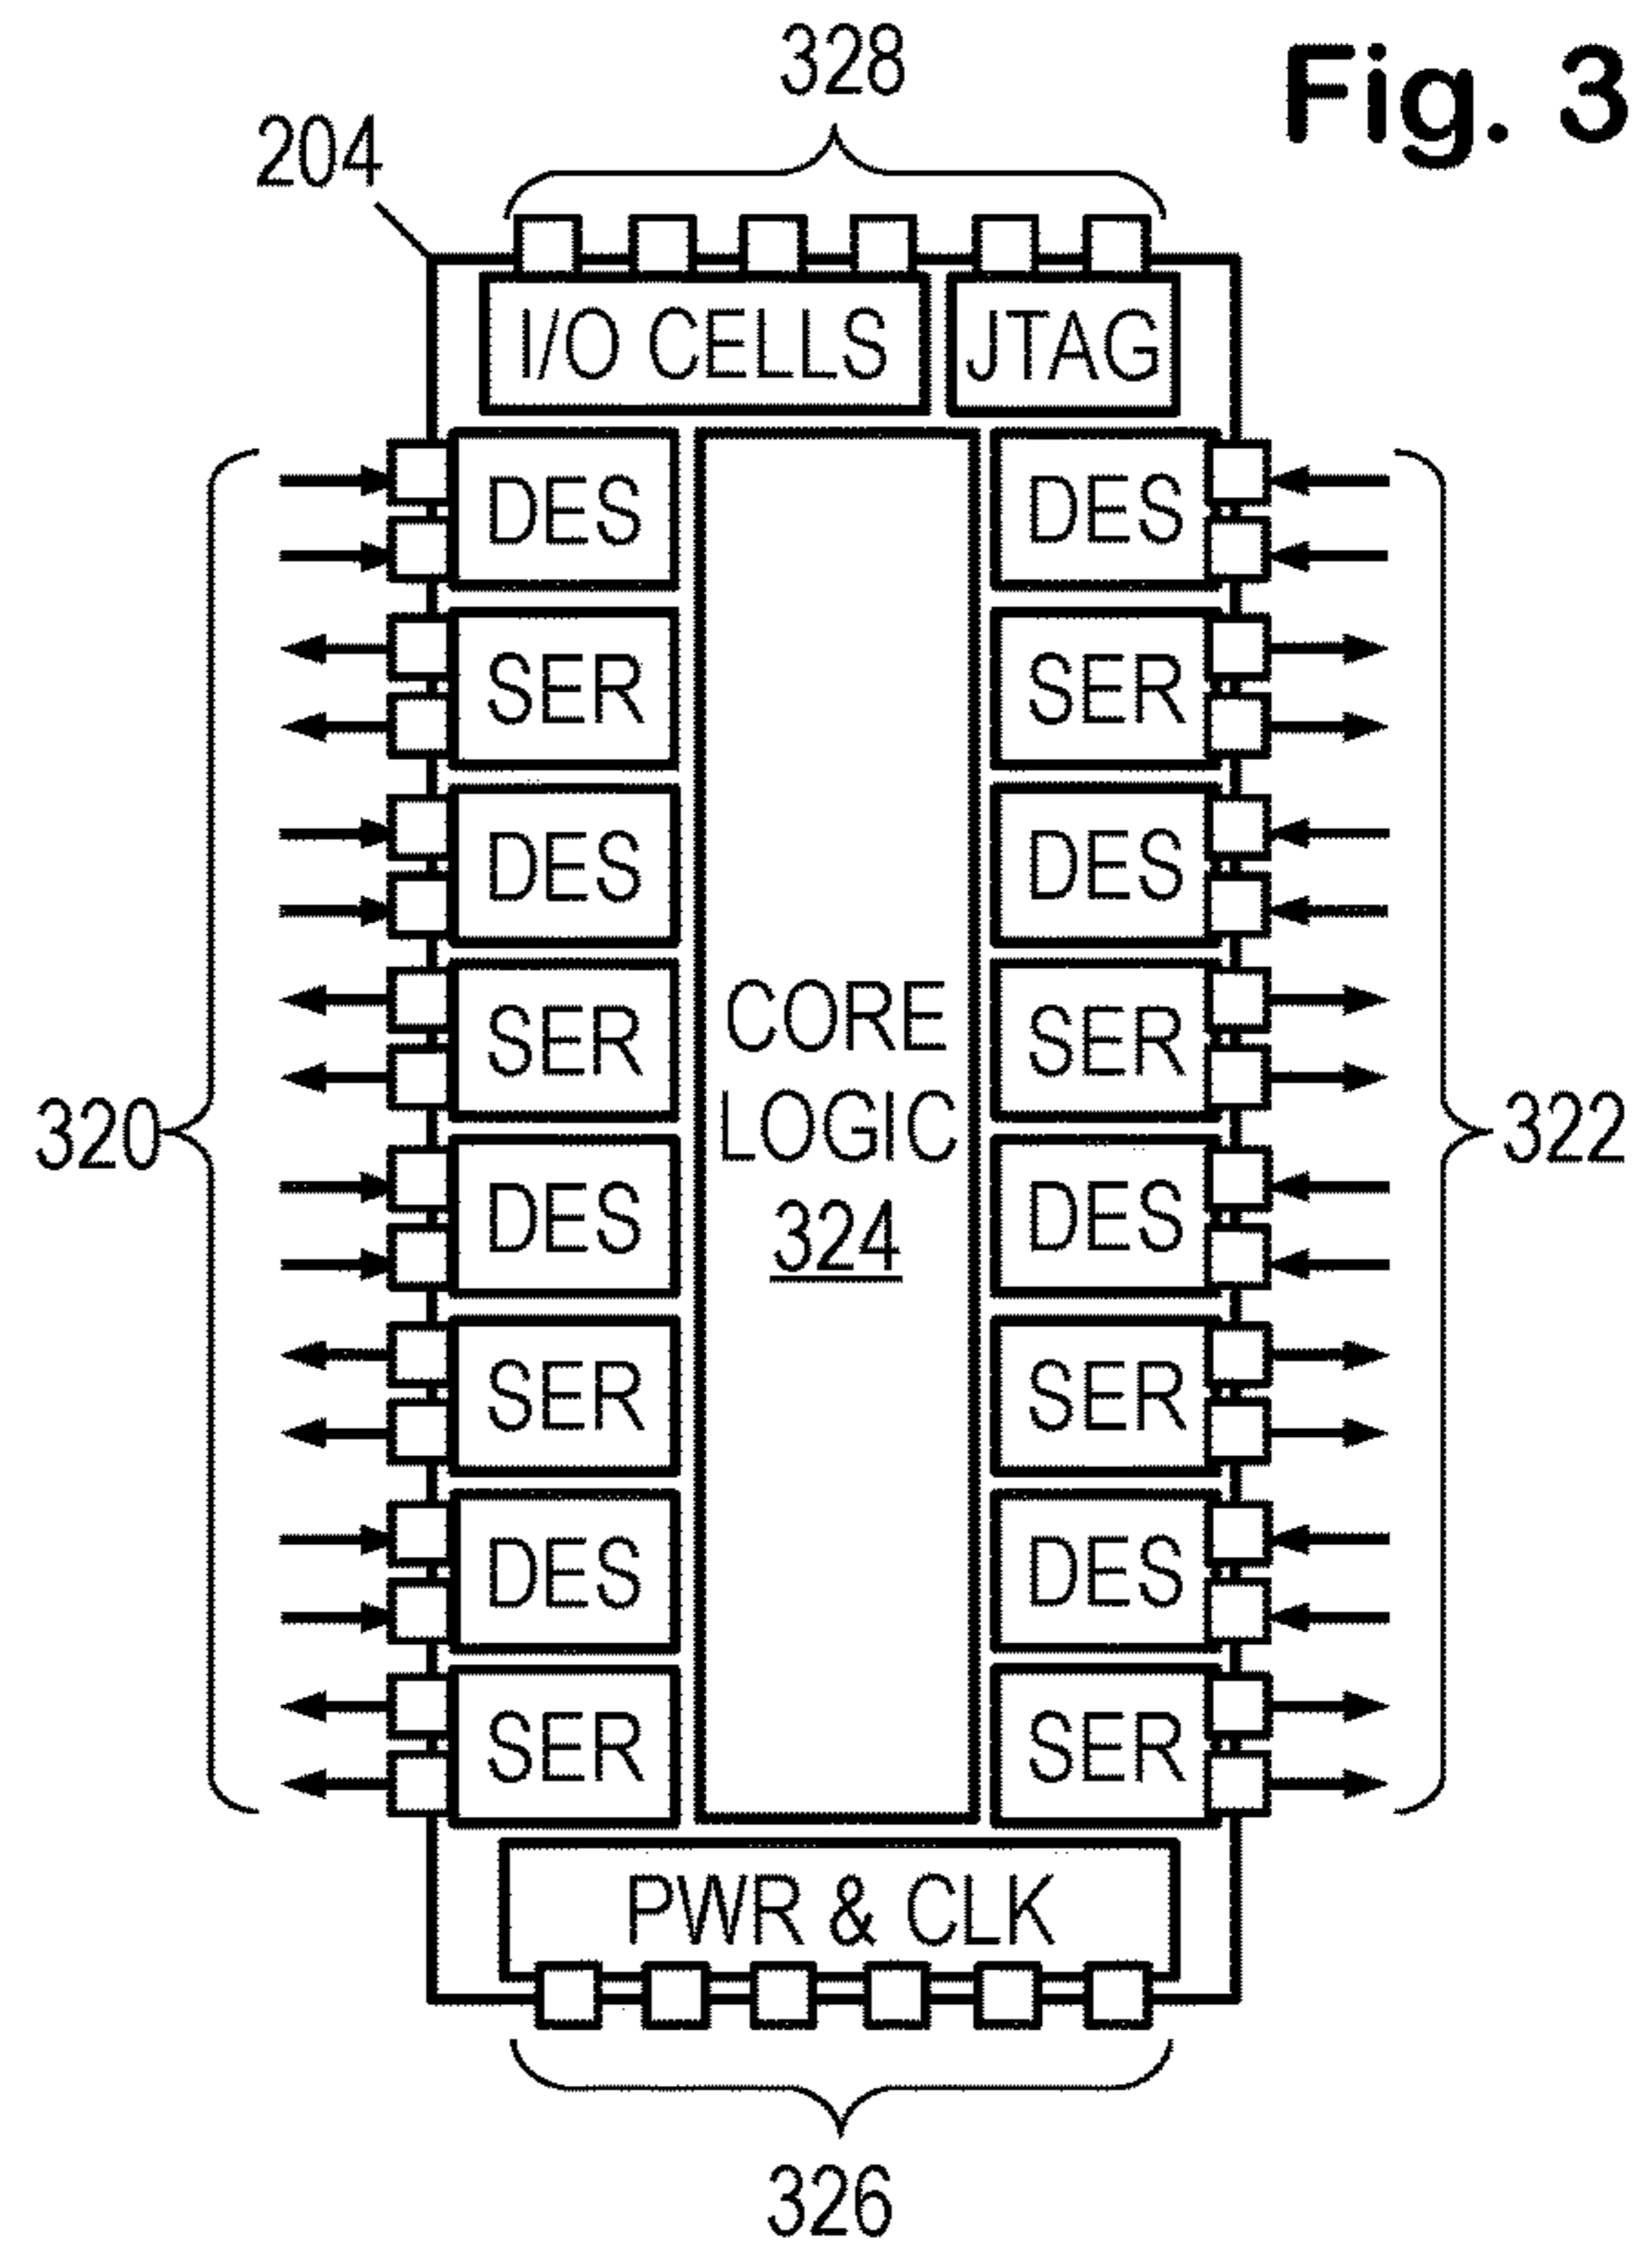 Fig. 3
328
204
I/O CELLS
JTAG
DES
DES
SER
SER
DES
DES
SER
SER
CORE
LOGIC
324
320
322
DES
DES
SER
SER
DES
DES
SER
SER
PWR & CLK
326